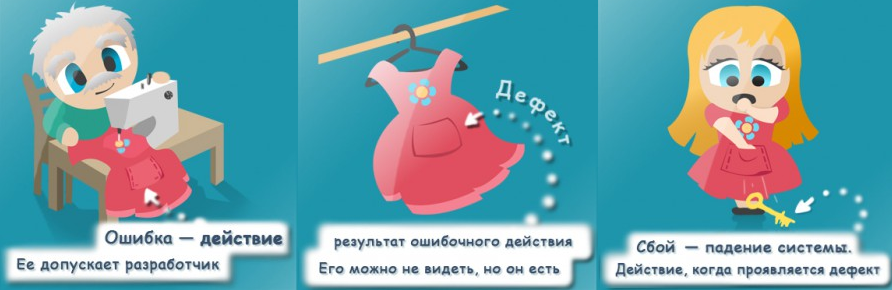 Ошибка — действие
Ее допускает разработчик
Дефект
результат ошибочного действия
Его можно не видеть, но он есть
Сбой — падение системы.
Действие, когда проявляется дефект